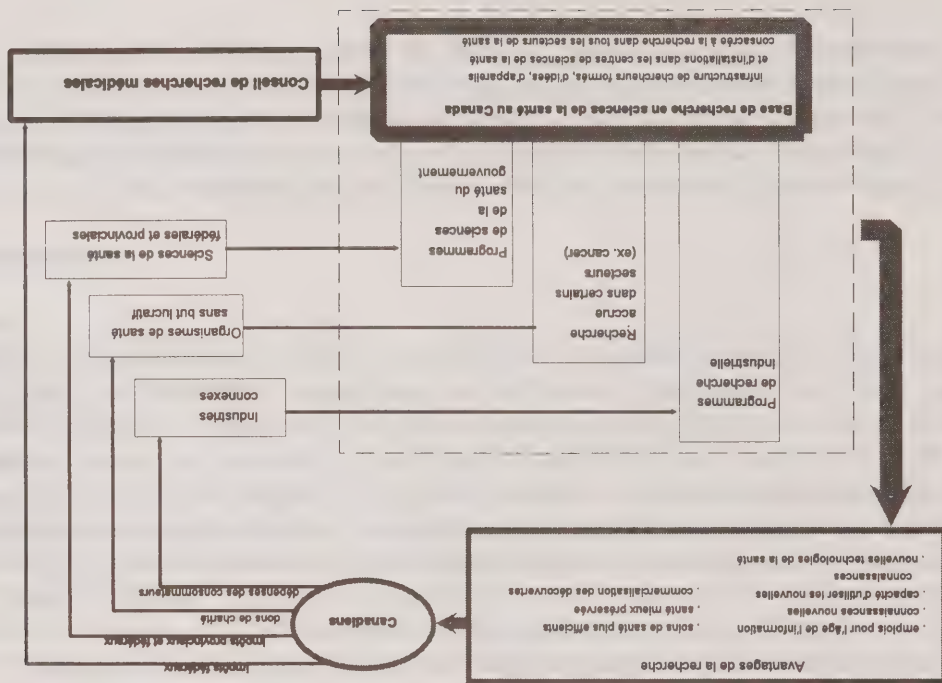 Avantages de la recherche
. emplois pour l'âge de l'information
. connaissances nouvelles
. capacité d'utiliser les nouvelles
connaissances
. nouvelles technologies de la santé
. soins de santé plus efficients
. santé mieux préservée
. commercialisation des découvertes
Canadiens
impôts fédéraux
impôts provinciaux et fédéraux
dons de charité
dépenses des consommateurs
Programmes
de recherche
industrielle
Industries
connexes
Recherche
accrue
dans certains
secteurs
(ex. cancer)
Organismes de santé
sans but lucratif
Programmes
de sciences
de la
santé du
gouvernement
Sciences de la santé
fédérales et provinciales
Base de recherche en sciences de la santé au Canada
infrastructure de chercheurs formés, d'idées, d'appareils
et d'installations dans les centres de sciences de la santé
consacrée à la recherche dans tous les secteurs de la santé
Conseil de recherches médicales